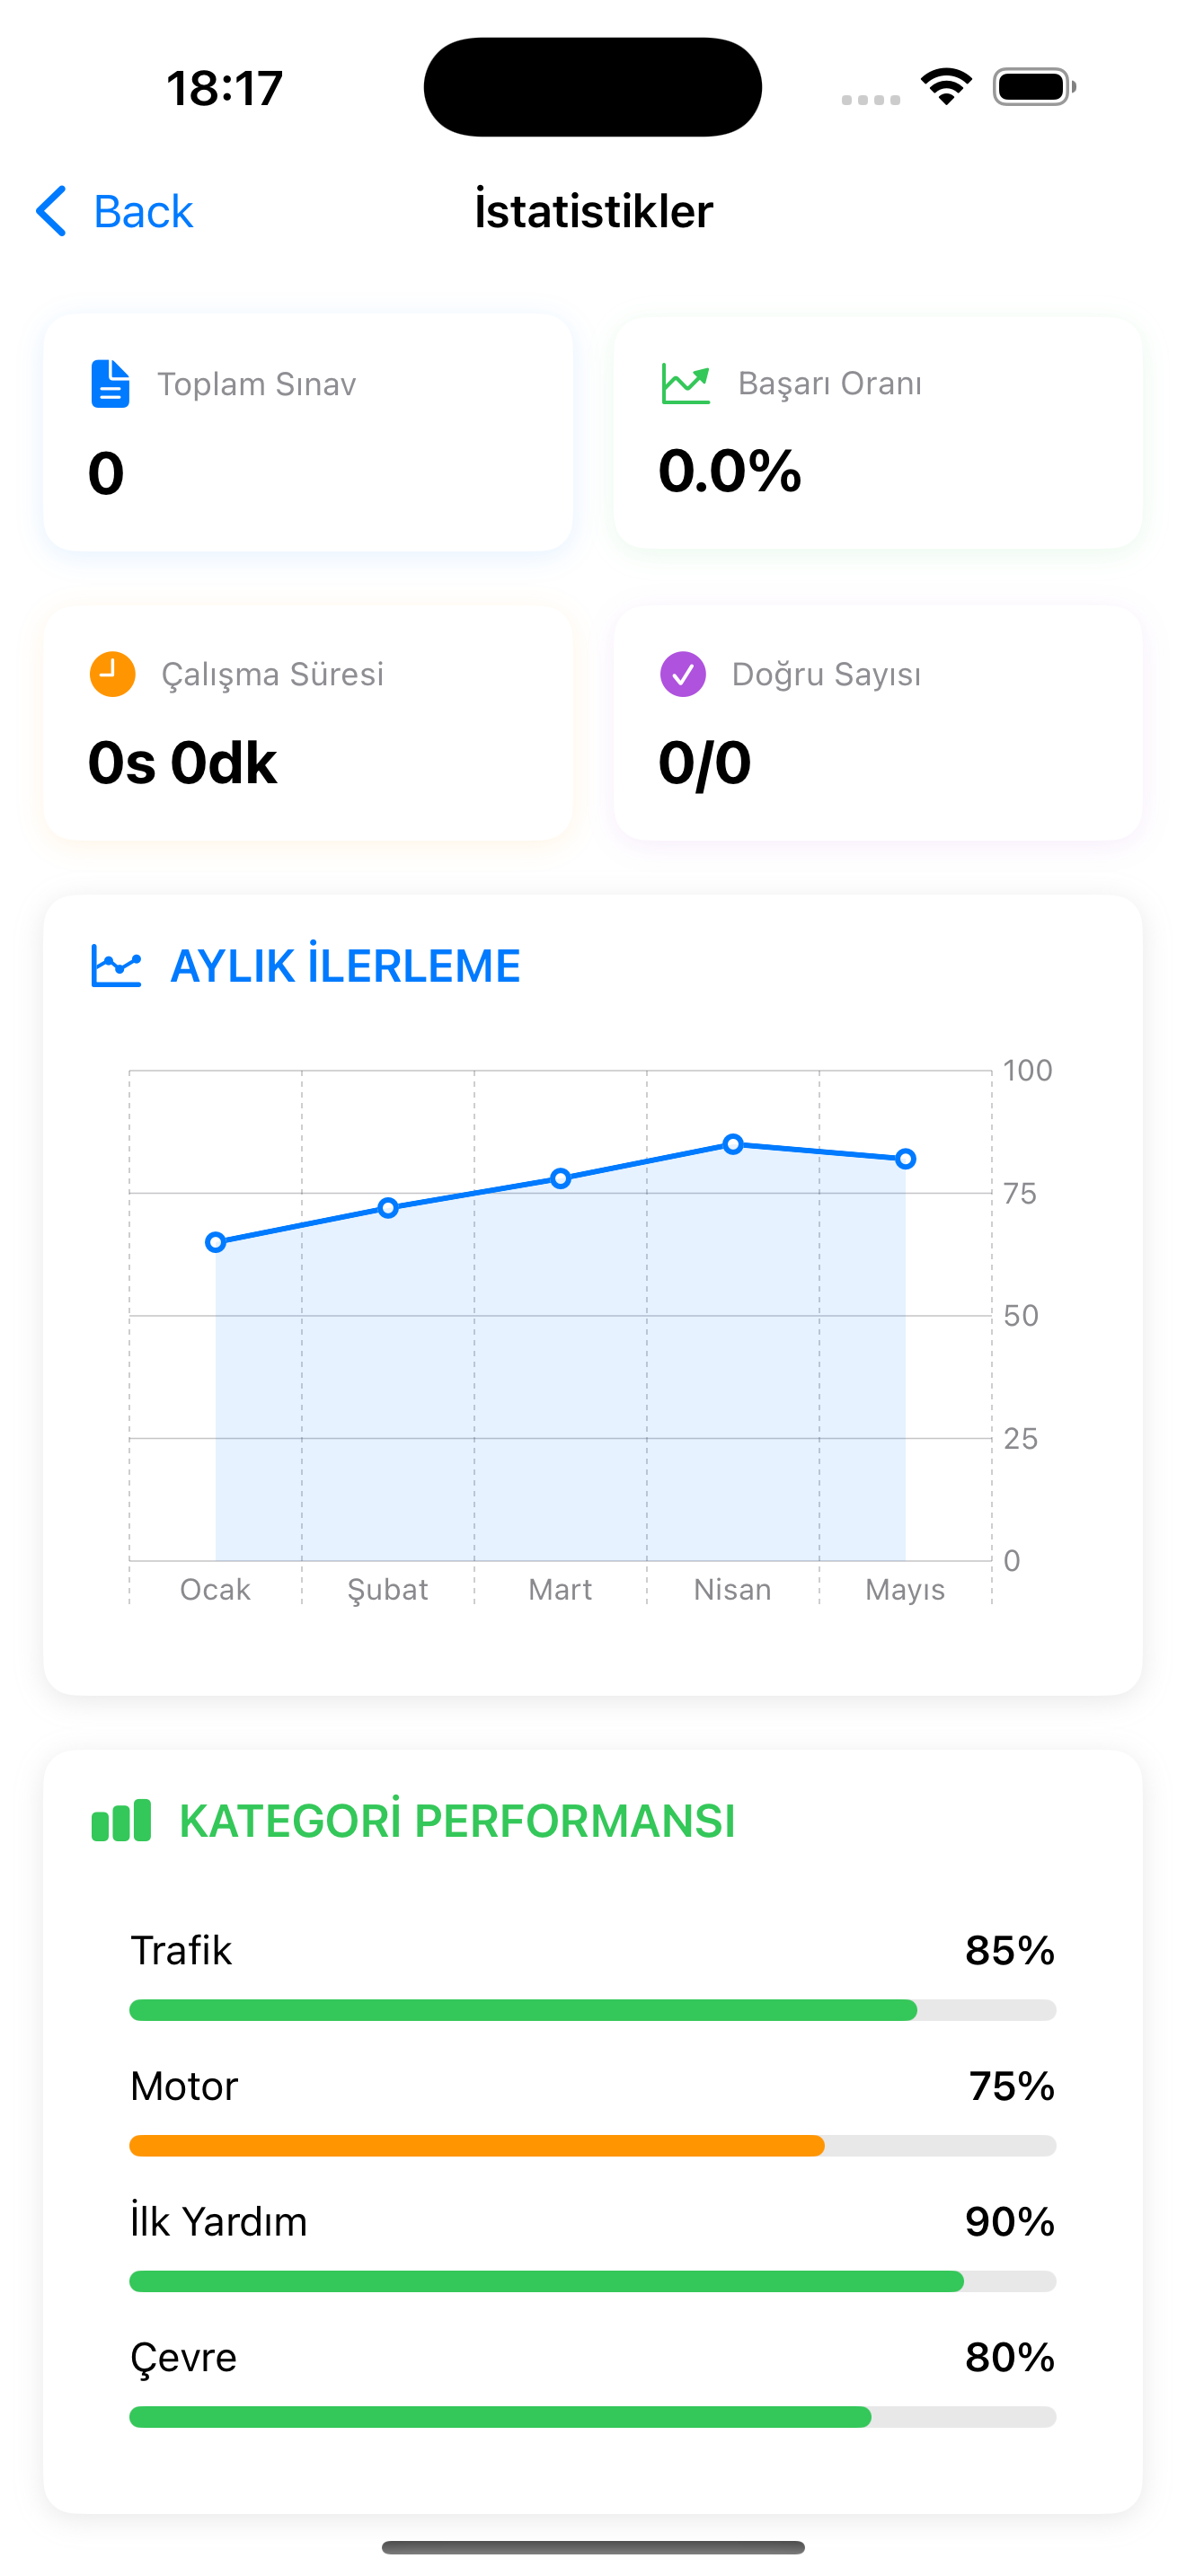 18:17
Back
İstatistikler
Toplam Sınav
0
Başarı Oranı
0.0%
Çalışma Süresi
0s 0dk
Doğru Sayısı
0/0
AYLIK İLERLEME
100
75
50
25
0
Ocak Şubat Mart Nisan Mayıs
KATEGORİ PERFORMANSI
Trafik 85%
Motor 75%
İlk Yardım 90%
Çevre 80%